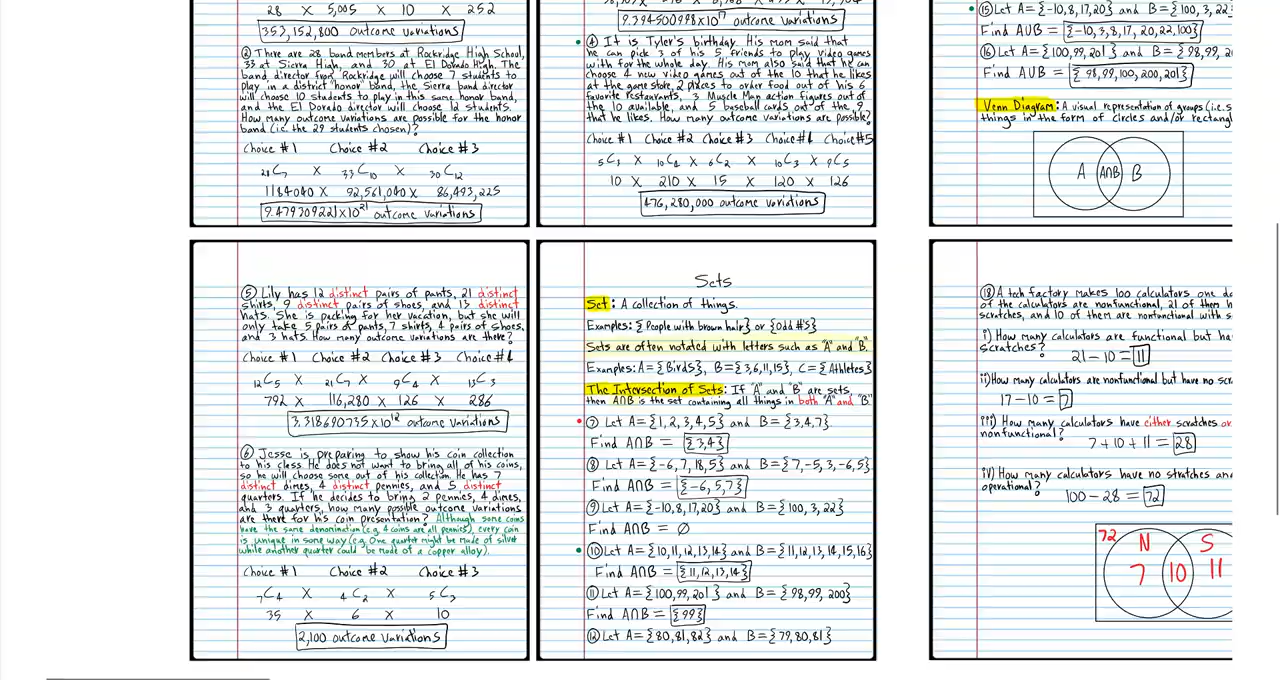 28 X 5,005 X 10 X 252
352,152,800 outcome variations
② There are 28 band members at Rockridge High School,
33 at Sierra High, and 30 at El Dorado High. The
band director from Rockridge will choose 7 students to
play in a district "honor" band, the Sierra band director
will choose 10 students to play in this same honor band,
and the El Dorado director will choose 12 students.
How many outcome variations are possible for the honor
band (i.e. the 29 students chosen)?
Choice #1 Choice #2 Choice #3
28C7 X 33C10 X 30C12
1184040 X 92,561,040 X 86,493,225
9.479709221×10^21 outcome variations
⑤ Lily has 12 distinct pairs of pants, 21 distinct
shirts, 9 distinct pairs of shoes, and 13 distinct
hats. She is packing for her vacation, but she will
only take 5 pairs of pants, 7 shirts, 4 pairs of shoes,
and 3 hats. How many outcome variations are there?
Choice #1 Choice #2 Choice #3 Choice #4
12C5 X 21C7 X 9C4 X 13C3
792 X 116,280 X 126 X 286
3.318690735×10^12 outcome variations
⑥ Jesse is preparing to show his coin collection
to his class. He does not want to bring all of his coins,
so he will choose some out of his collection. He has 7
distinct dimes, 4 distinct pennies, and 5 distinct
quarters. If he decides to bring 2 pennies, 4 dimes,
and 3 quarters, how many possible outcome variations
are there for his coin presentation? Although some coins
have the same denomination (e.g. 4 coins are all pennies), every coin
is unique in some way (e.g. One quarter might be made of silver
while another quarter could be made of a copper alloy).
Choice #1 Choice #2 Choice #3
7C4 X 4C2 X 5C3
35 X 6 X 10
2,100 outcome variations
9.394500998×10^17 outcome variations
④ It is Tyler's birthday. His mom said that
he can pick 3 of his 5 friends to play video games
with for the whole day. His mom also said that he can
choose 4 new video games out of the 10 that he likes
at the game store, 2 pizzas to order food out of his 6
favorite restaurants, 3 Muscle Man action figures out of
the 10 available, and 5 baseball cards out of the 9
that he likes. How many outcome variations are possible?
Choice #1 Choice #2 Choice #3 Choice #4 Choice #5
5C3 X 10C4 X 6C2 X 10C3 X 9C5
10 X 210 X 15 X 120 X 126
476,280,000 outcome variations
Sets
Set: A collection of things.
Examples: {People with brown hair} or {Odd #'s}
Sets are often notated with letters such as "A" and "B".
Examples: A={Birds}, B={3,6,11,15}, C={Athletes}
The Intersection of Sets: If "A" and "B" are sets,
then A∩B is the set containing all things in both "A" and "B".
⑦ Let A={1,2,3,4,5} and B={3,4,7}.
Find A∩B = {3,4}
⑧ Let A={-6,7,18,5} and B={7,-5,3,-6,5}
Find A∩B = {-6,5,7}
⑨ Let A={-10,8,17,20} and B={100,3,22}
Find A∩B = ∅
⑩ Let A={10,11,12,13,14} and B={11,12,13,14,15,16}
Find A∩B = {11,12,13,14}
⑪ Let A={100,99,201} and B={98,99,200}
Find A∩B = {99}
⑫ Let A={80,81,82} and B={79,80,81}
⑮ Let A={-10,8,17,20} and B={100,3,22
Find A∪B = {-10,3,8,17,20,22,100}
⑯ Let A={100,99,201} and B={98,99,2
Find A∪B = {98,99,100,200,201}
Venn Diagram: A visual representation of groups (i.e. s
things in the form of circles and/or rectang
A A∩B B
⑱ A tech factory makes 100 calculators one d
of the calculators are nonfunctional, 21 of them h
scratches, and 10 of them are nonfunctional with s
i) How many calculators are functional but ha
scratches?
21-10=11
ii) How many calculators are nonfunctional but have no scr
17-10=7
iii) How many calculators have either scratches or
nonfunctional?
7+10+11=28
iv) How many calculators have no stratches an
operational?
100-28=72
72 N S
7 10 11